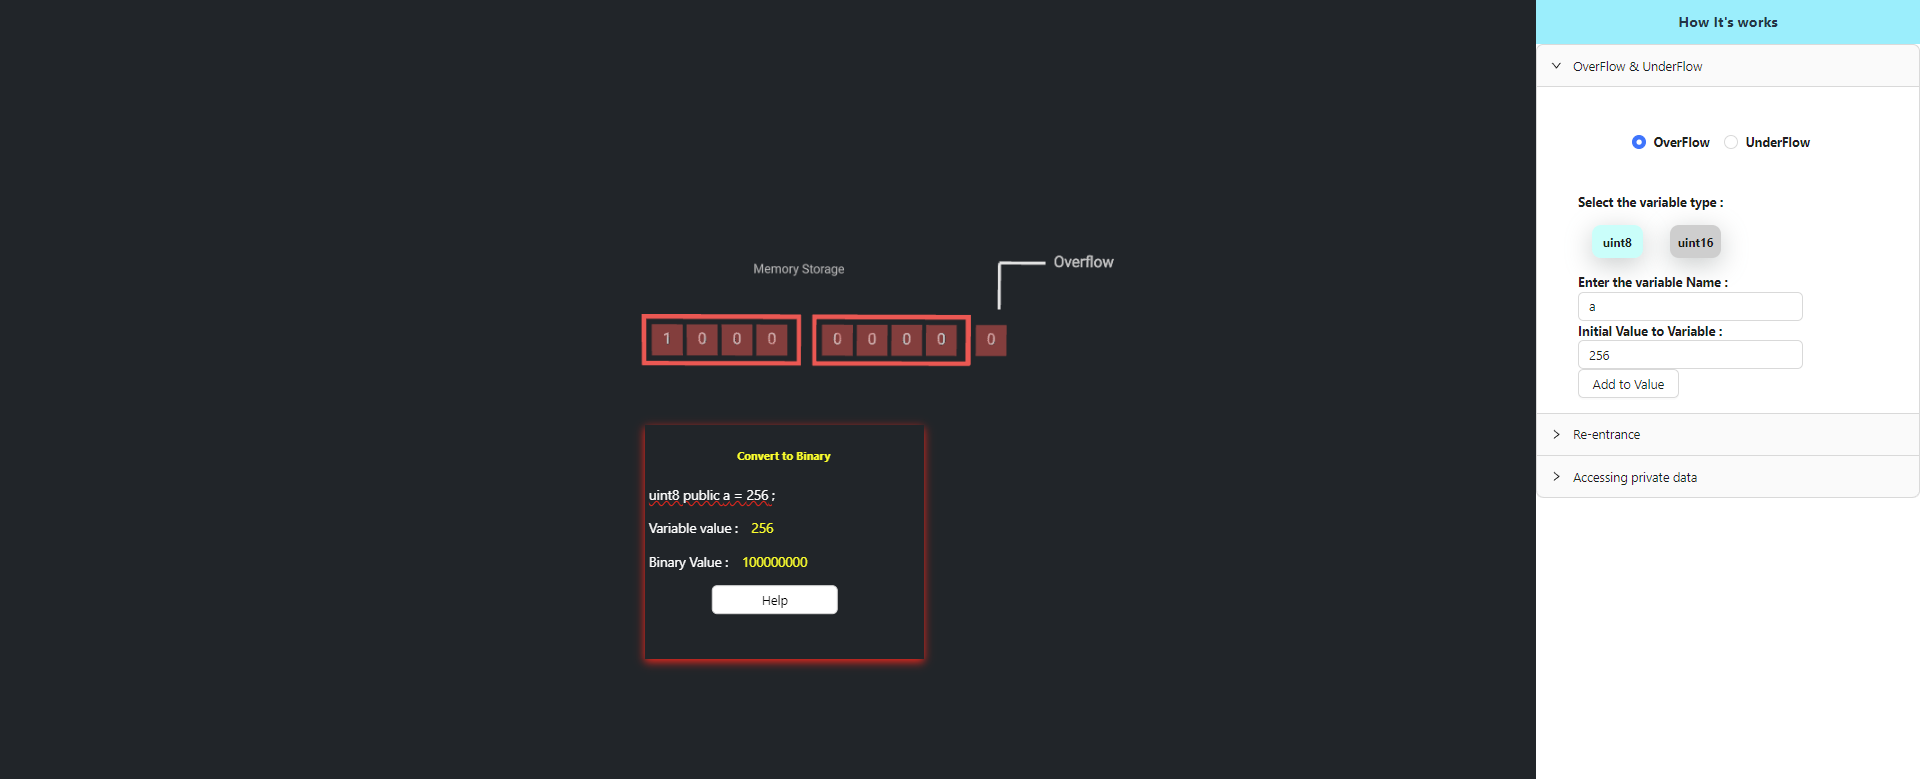 How It's works
OverFlow & UnderFlow
OverFlow UnderFlow
Select the variable type :
uint8 uint16
Enter the variable Name :
a
Initial Value to Variable :
256
Add to Value
Re-entrance
Accessing private data
Memory Storage
Overflow
1 0 0 0 0 0 0 0 0
Convert to Binary
uint8 public a = 256 ;
Variable value : 256
Binary Value : 100000000
Help